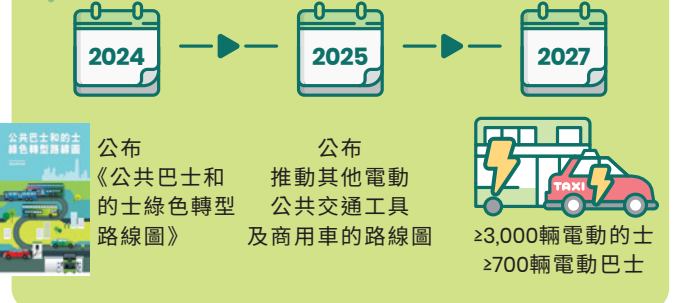 2024
2025
2027
公共巴士和的士
綠色轉型路線圖
公布
《公共巴士和
的士綠色轉型
路線圖》
公布
推動其他電動
公共交通工具
及商用車的路線圖
TAXI
≥3,000輛電動的士
≥700輛電動巴士